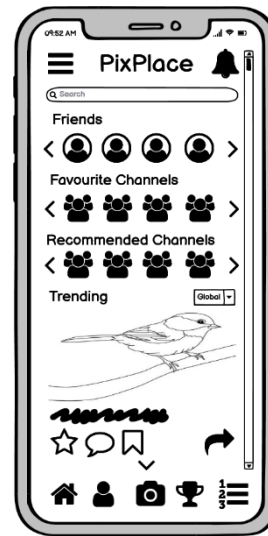 09:52 AM
PixPlace
Search
Friends
Favourite Channels
Recommended Channels
Trending
Global
1
2
3